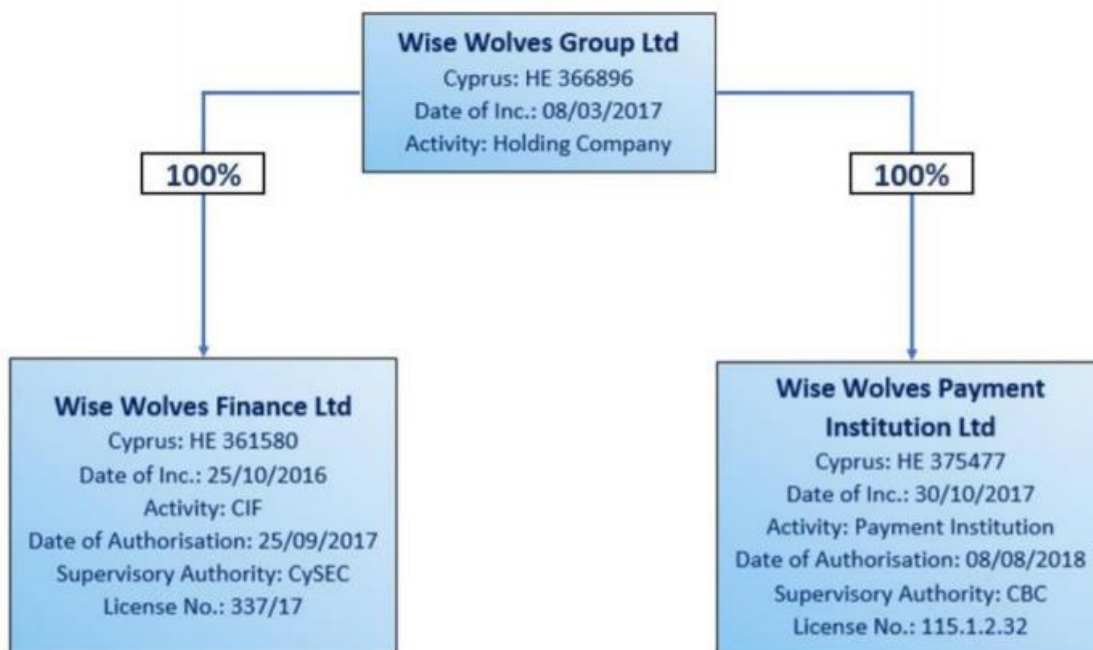 Wise Wolves Group Ltd
Cyprus: HE 366896
Date of Inc.: 08/03/2017
Activity: Holding Company
100%
100%
Wise Wolves Finance Ltd
Cyprus: HE 361580
Date of Inc.: 25/10/2016
Activity: CIF
Date of Authorisation: 25/09/2017
Supervisory Authority: CySEC
License No.: 337/17
Wise Wolves Payment
Institution Ltd
Cyprus: HE 375477
Date of Inc.: 30/10/2017
Activity: Payment Institution
Date of Authorisation: 08/08/2018
Supervisory Authority: CBC
License No.: 115.1.2.32